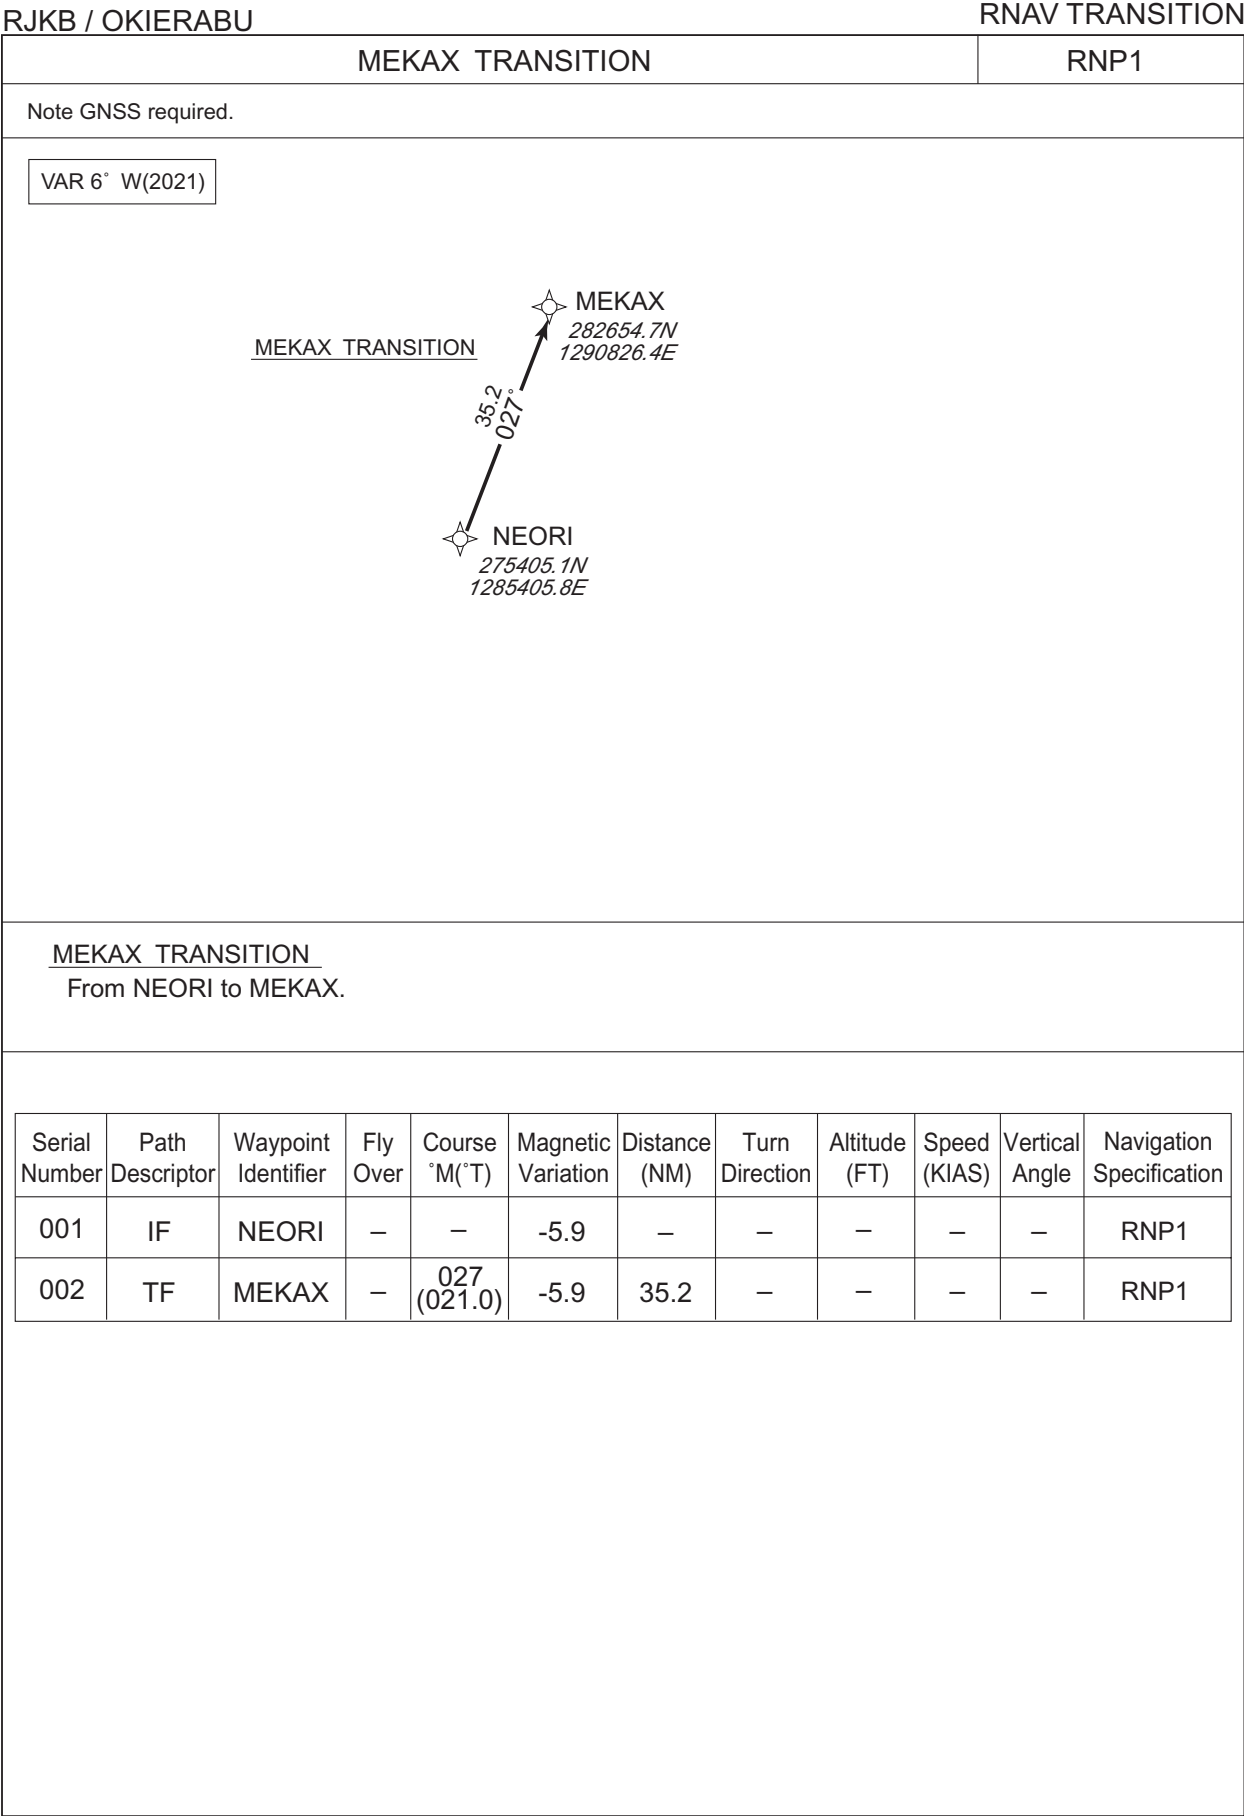 RJKB / OKIERABU
RNAV TRANSITION
MEKAX TRANSITION
RNP1
Note GNSS required.
VAR 6° W(2021)
MEKAX
282654.7N
1290826.4E
MEKAX TRANSITION
35.2
027°
NEORI
275405.1N
1285405.8E
MEKAX TRANSITION
From NEORI to MEKAX.
Serial Number Path Descriptor Waypoint Identifier Fly Over Course °M(°T) Magnetic Variation Distance (NM) Turn Direction Altitude (FT) Speed (KIAS) Vertical Angle Navigation Specification
001 IF NEORI – – -5.9 – – – – – RNP1
002 TF MEKAX – 027 (021.0) -5.9 35.2 – – – – RNP1